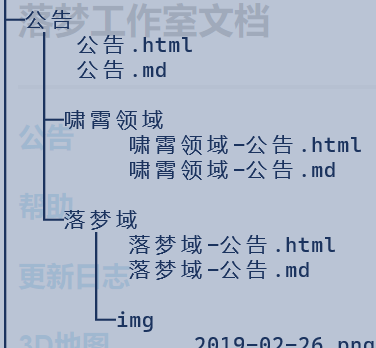 落梦工作室文档
公告
公告.html
公告.md
公告
啸霄领域
啸霄领域-公告.html
啸霄领域-公告.md
帮助
落梦域
落梦域-公告.html
落梦域-公告.md
更新日志
img
3D地图
2019-02-26.png